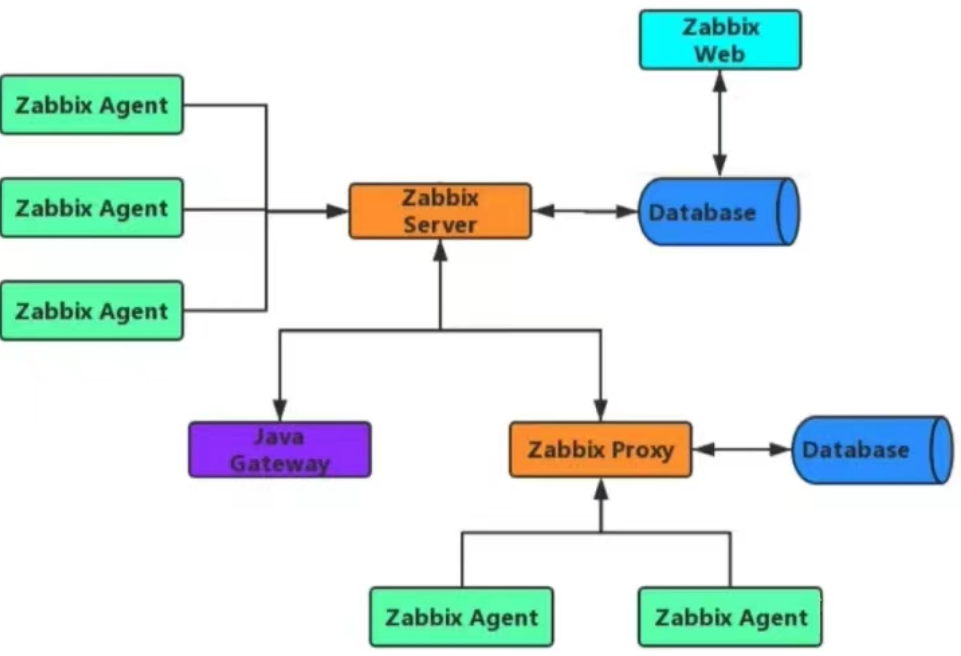 Zabbix
Web
Zabbix Agent
Zabbix Agent
Zabbix
Server
Database
Zabbix Agent
Java
Gateway
Zabbix Proxy
Database
Zabbix Agent
Zabbix Agent